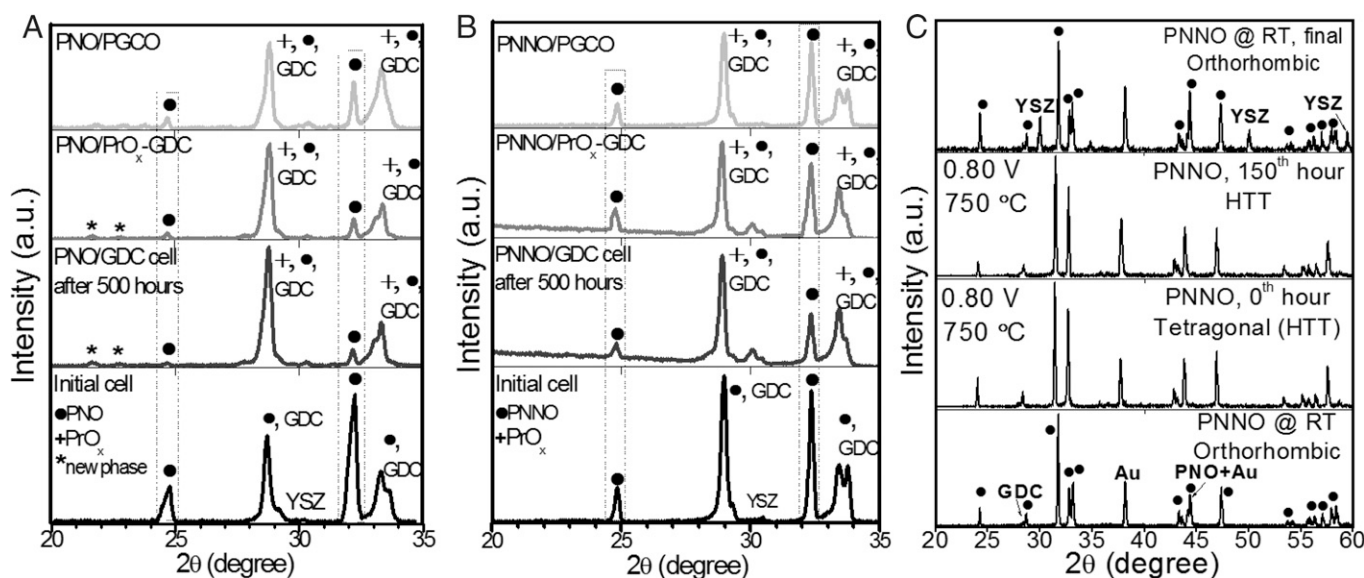 A
PNO/PGCO
+, ●,
GDC
●
+, ●,
GDC
●
PNO/PrOₓ-GDC
+, ●,
GDC
+, ●,
GDC
* *
●
●
PNO/GDC cell
after 500 hours
+, ●,
GDC
+, ●,
GDC
* *
●
●
Initial cell
●PNO
+PrOₓ
*new phase
●
●, GDC
YSZ
●
●,
GDC
20 25 30 35
2θ (degree)
Intensity (a.u.)
B
PNNO/PGCO
+, ●,
GDC
●
+, ●,
GDC
●
PNNO/PrOₓ-GDC
+, ●,
GDC
●
+, ●,
GDC
●
PNNO/GDC cell
after 500 hours
+, ●,
GDC
●
+, ●,
GDC
●
Initial cell
●PNNO
+PrOₓ
●
●, GDC
YSZ
●
●,
GDC
20 25 30 35
2θ (degree)
Intensity (a.u.)
C
PNNO @ RT, final
Orthorhombic
YSZ
YSZ
YSZ
0.80 V
750 °C
PNNO, 150th hour
HTT
0.80 V
750 °C
PNNO, 0th hour
Tetragonal (HTT)
PNNO @ RT
Orthorhombic
GDC
Au
PNO+Au
20 25 30 35 40 45 50 55 60
2θ (degree)
Intensity (a.u.)